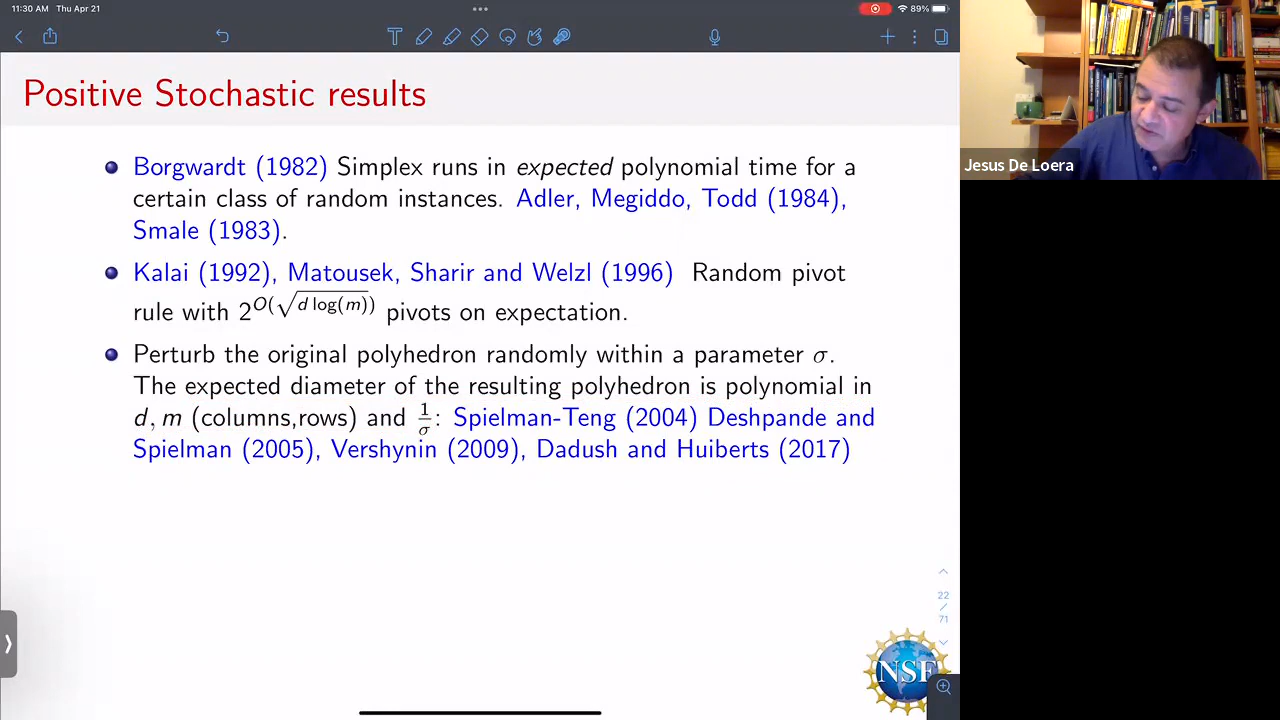 11:30 AM Thu Apr 21
89%
Positive Stochastic results
Borgwardt (1982) Simplex runs in expected polynomial time for a
certain class of random instances. Adler, Megiddo, Todd (1984),
Smale (1983).
Kalai (1992), Matousek, Sharir and Welzl (1996) Random pivot
rule with 2^{O(\sqrt{d log(m)})} pivots on expectation.
Perturb the original polyhedron randomly within a parameter σ.
The expected diameter of the resulting polyhedron is polynomial in
d, m (columns,rows) and 1/σ: Spielman-Teng (2004) Deshpande and
Spielman (2005), Vershynin (2009), Dadush and Huiberts (2017)
22
/
71
NSF
Jesus De Loera